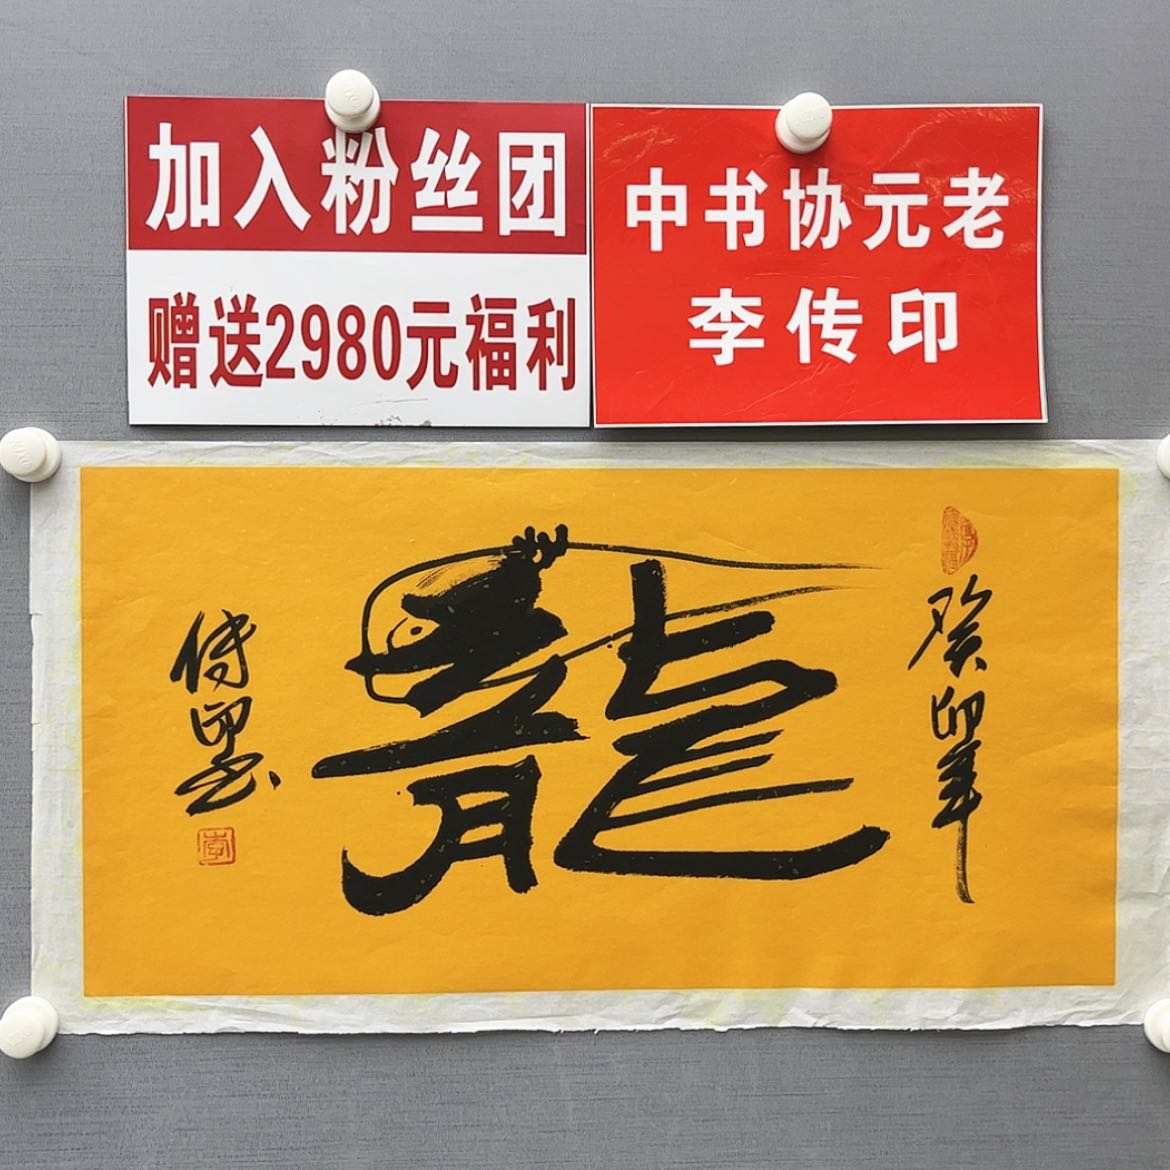 加入粉丝团
赠送2980元福利
中书协元老
李传印
癸卯年
龍
传印书
李